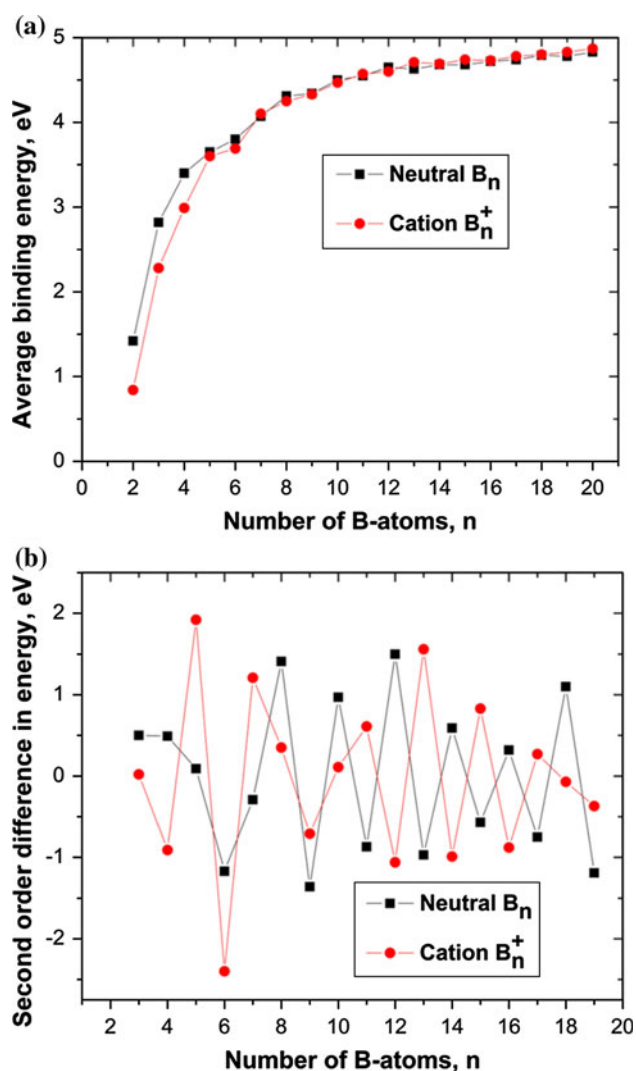 (a)
5
4
3
2
1
0
Average binding energy, eV
Neutral Bn
Cation Bn+
0 2 4 6 8 10 12 14 16 18 20
Number of B-atoms, n
(b)
2
1
0
-1
-2
Second order difference in energy, eV
Neutral Bn
Cation Bn+
2 4 6 8 10 12 14 16 18 20
Number of B-atoms, n